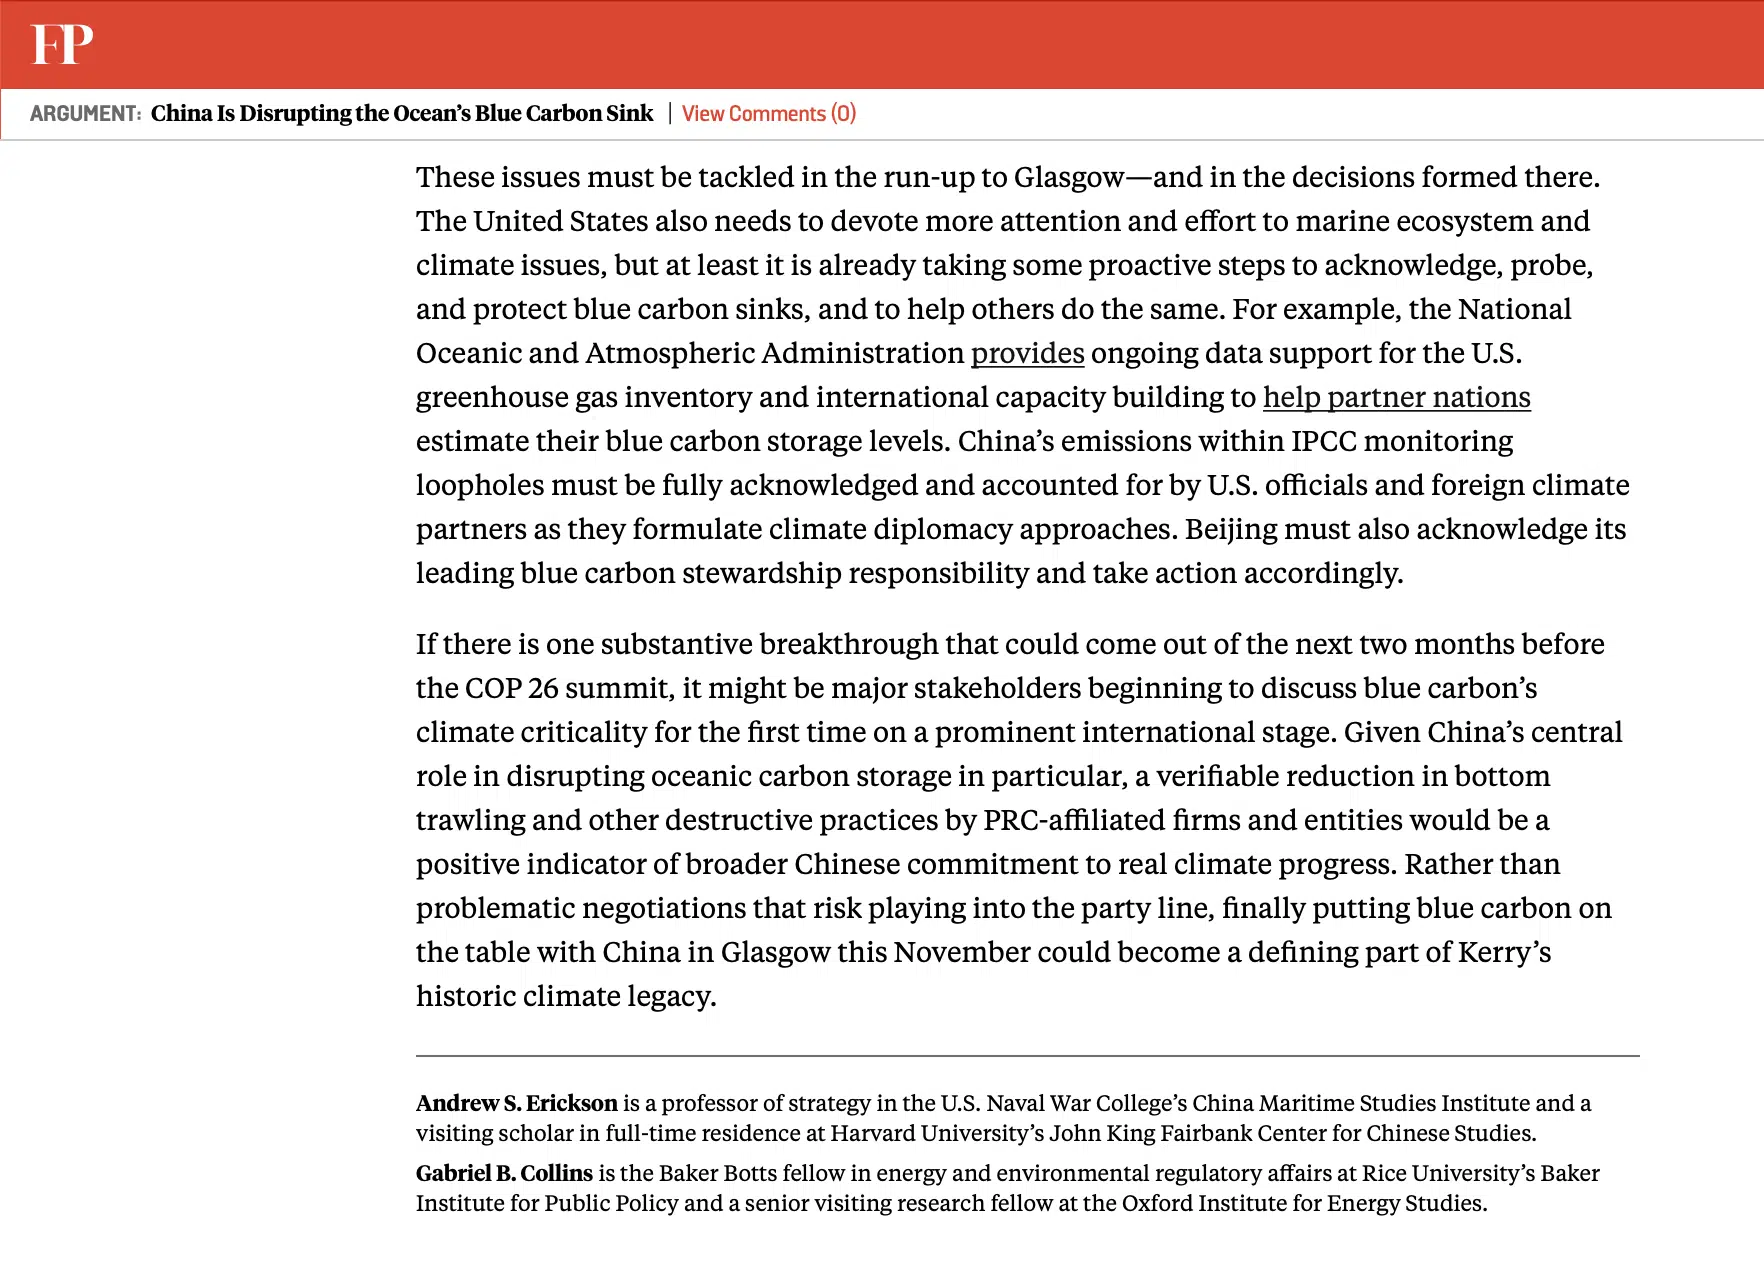 FP
ARGUMENT: China Is Disrupting the Ocean’s Blue Carbon Sink | View Comments (0)
These issues must be tackled in the run-up to Glasgow—and in the decisions formed there.
The United States also needs to devote more attention and effort to marine ecosystem and
climate issues, but at least it is already taking some proactive steps to acknowledge, probe,
and protect blue carbon sinks, and to help others do the same. For example, the National
Oceanic and Atmospheric Administration provides ongoing data support for the U.S.
greenhouse gas inventory and international capacity building to help partner nations
estimate their blue carbon storage levels. China’s emissions within IPCC monitoring
loopholes must be fully acknowledged and accounted for by U.S. officials and foreign climate
partners as they formulate climate diplomacy approaches. Beijing must also acknowledge its
leading blue carbon stewardship responsibility and take action accordingly.
If there is one substantive breakthrough that could come out of the next two months before
the COP 26 summit, it might be major stakeholders beginning to discuss blue carbon’s
climate criticality for the first time on a prominent international stage. Given China’s central
role in disrupting oceanic carbon storage in particular, a verifiable reduction in bottom
trawling and other destructive practices by PRC-affiliated firms and entities would be a
positive indicator of broader Chinese commitment to real climate progress. Rather than
problematic negotiations that risk playing into the party line, finally putting blue carbon on
the table with China in Glasgow this November could become a defining part of Kerry’s
historic climate legacy.
Andrew S. Erickson is a professor of strategy in the U.S. Naval War College’s China Maritime Studies Institute and a
visiting scholar in full-time residence at Harvard University’s John King Fairbank Center for Chinese Studies.
Gabriel B. Collins is the Baker Botts fellow in energy and environmental regulatory affairs at Rice University’s Baker
Institute for Public Policy and a senior visiting research fellow at the Oxford Institute for Energy Studies.